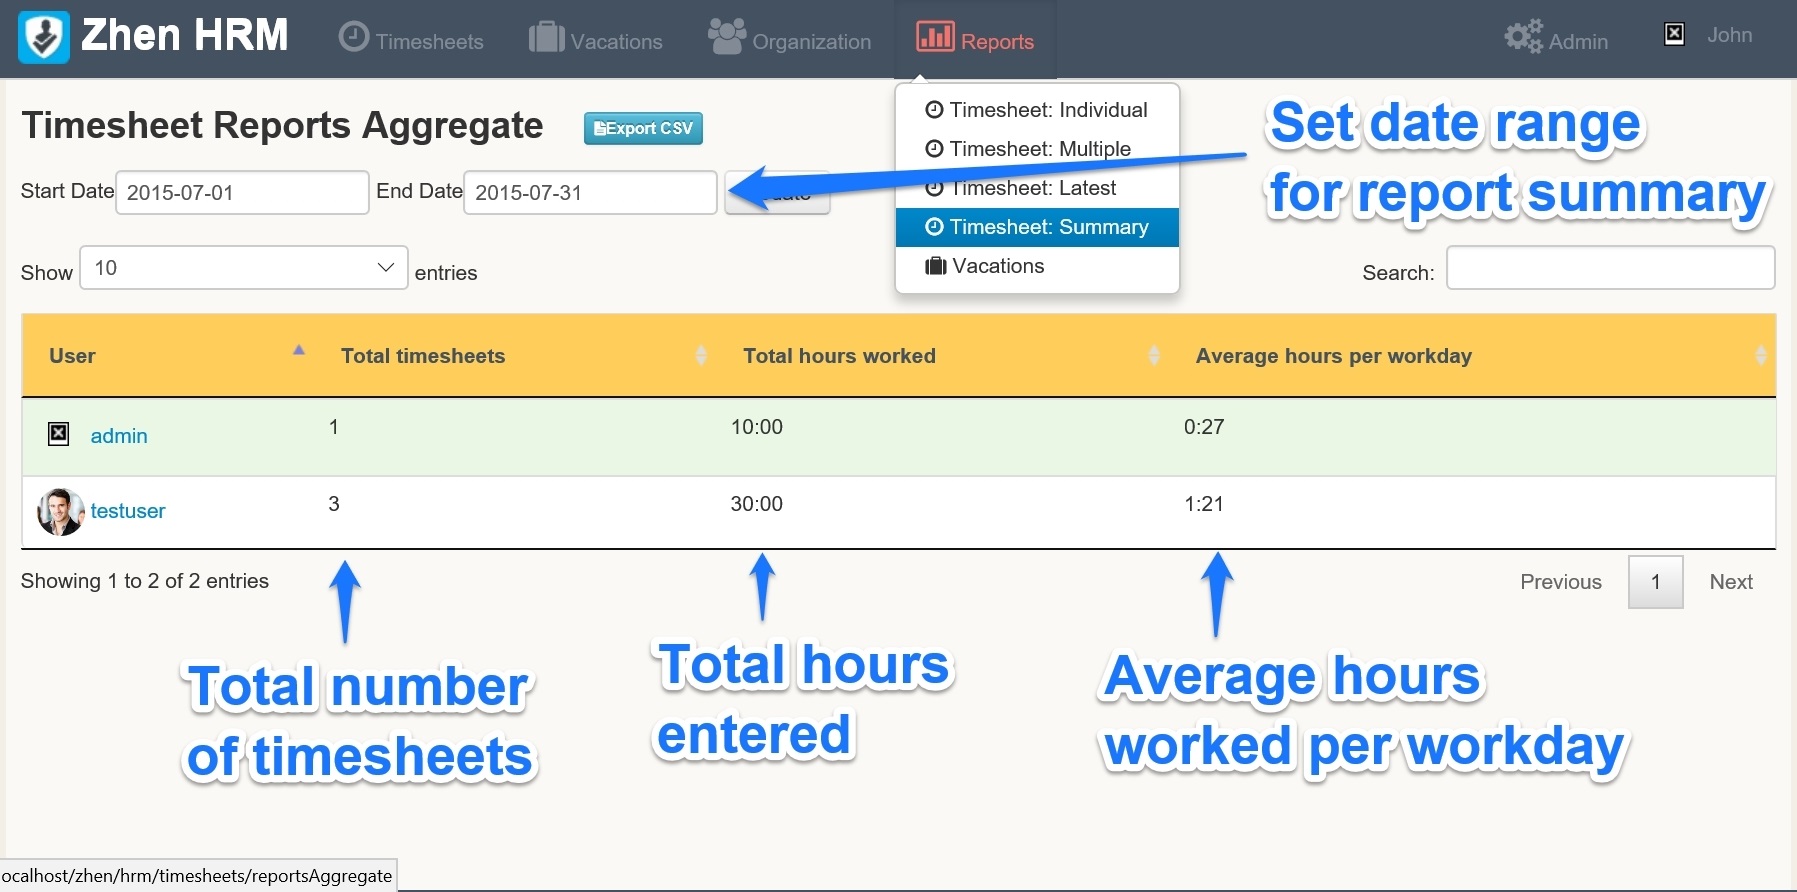 Zhen HRM
Timesheets
Vacations
Organization
Reports
Admin
John
Timesheet: Individual
Timesheet: Multiple
Timesheet: Latest
Timesheet: Summary
Vacations
Timesheet Reports Aggregate
Export CSV
Set date range
for report summary
Start Date 2015-07-01 End Date 2015-07-31
Show 10 entries
Search:
User Total timesheets Total hours worked Average hours per workday
admin 1 10:00 0:27
testuser 3 30:00 1:21
Showing 1 to 2 of 2 entries
Previous 1 Next
Total number
of timesheets
Total hours
entered
Average hours
worked per workday
ocalhost/zhen/hrm/timesheets/reportsAggregate